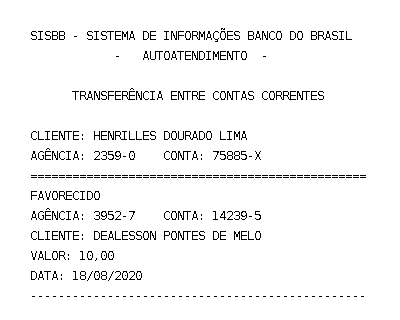 SISBB - SISTEMA DE INFORMAÇÕES BANCO DO BRASIL
- AUTOATENDIMENTO -
TRANSFERÊNCIA ENTRE CONTAS CORRENTES
CLIENTE: HENRILLES DOURADO LIMA
AGÊNCIA: 2359-0 CONTA: 75885-X
================================================
FAVORECIDO
AGÊNCIA: 3952-7 CONTA: 14239-5
CLIENTE: DEALESSON PONTES DE MELO
VALOR: 10,00
DATA: 18/08/2020
------------------------------------------------